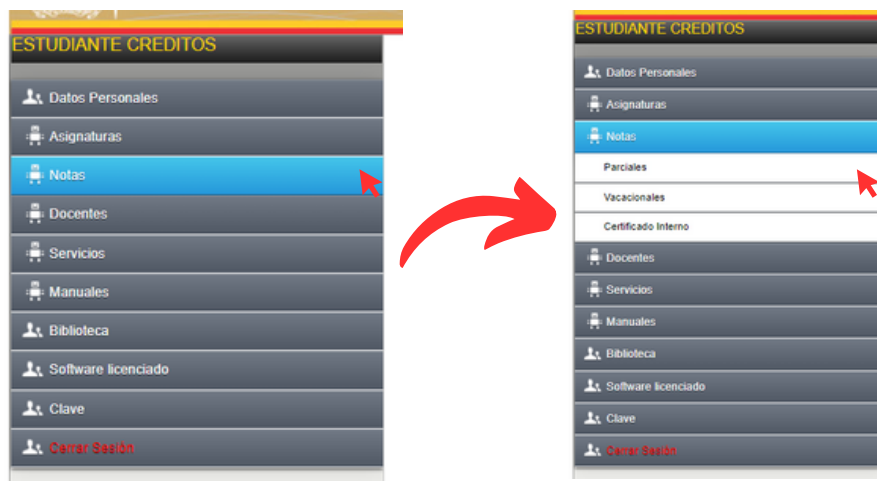 ESTUDIANTE CREDITOS
Datos Personales
Asignaturas
Notas
Docentes
Servicios
Manuales
Biblioteca
Software licenciado
Clave
Cerrar Sesión
ESTUDIANTE CREDITOS
Datos Personales
Asignaturas
Notas
Parciales
Vacacionales
Certificado Interno
Docentes
Servicios
Manuales
Biblioteca
Software licenciado
Clave
Cerrar Sesión